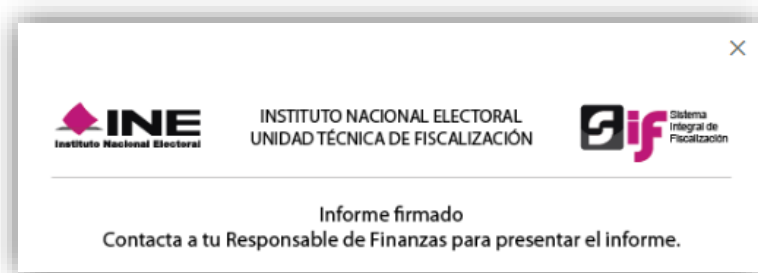 INE
Instituto Nacional Electoral
INSTITUTO NACIONAL ELECTORAL
UNIDAD TÉCNICA DE FISCALIZACIÓN
Sif
Sistema
Integral de
Fiscalización
Informe firmado
Contacta a tu Responsable de Finanzas para presentar el informe.